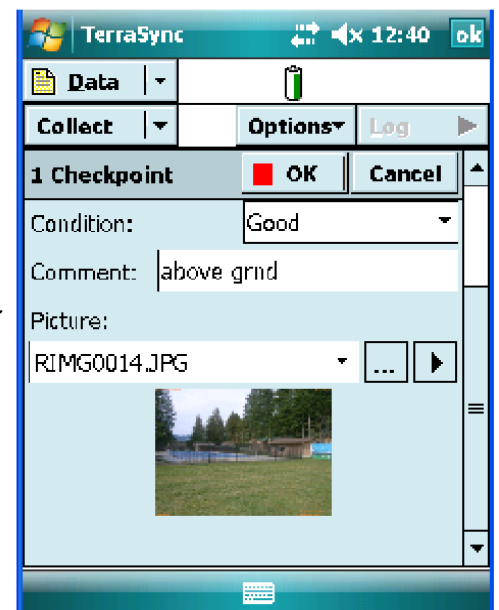 TerraSync 12:40 ok
Data
Collect Options Log
1 Checkpoint OK Cancel
Condition: Good
Comment: above grnd
Picture:
RIMG0014.JPG ...